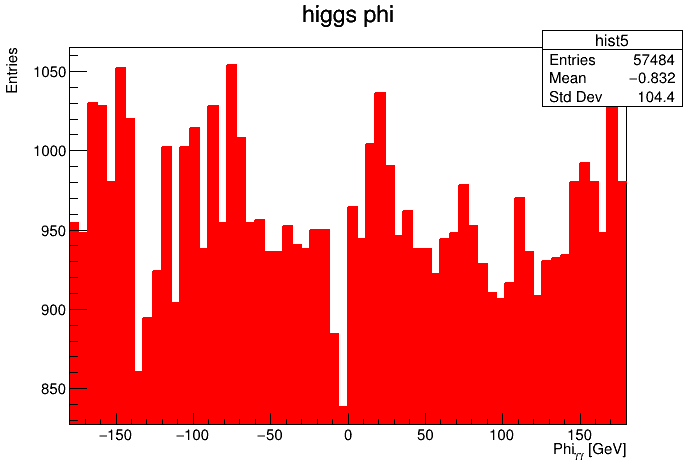 higgs phi
hist5
Entries 57484
Mean −0.832
Std Dev 104.4
Entries
1050
1000
950
900
850
−150 −100 −50 0 50 100 150
Phiγγ [GeV]